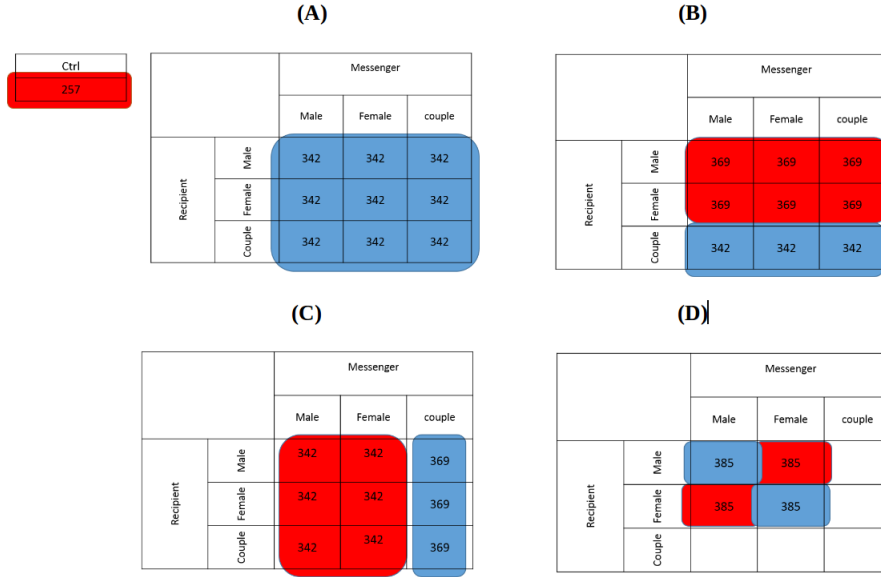 (A)
(B)
Ctrl
257
Messenger
Male Female couple
Recipient
Male 342 342 342
Female 342 342 342
Couple 342 342 342
Messenger
Male Female couple
Recipient
Male 369 369 369
Female 369 369 369
Couple 342 342 342
(C)
(D)
Messenger
Male Female couple
Recipient
Male 342 342 369
Female 342 342 369
Couple 342 342 369
Messenger
Male Female couple
Recipient
Male 385 385
Female 385 385
Couple